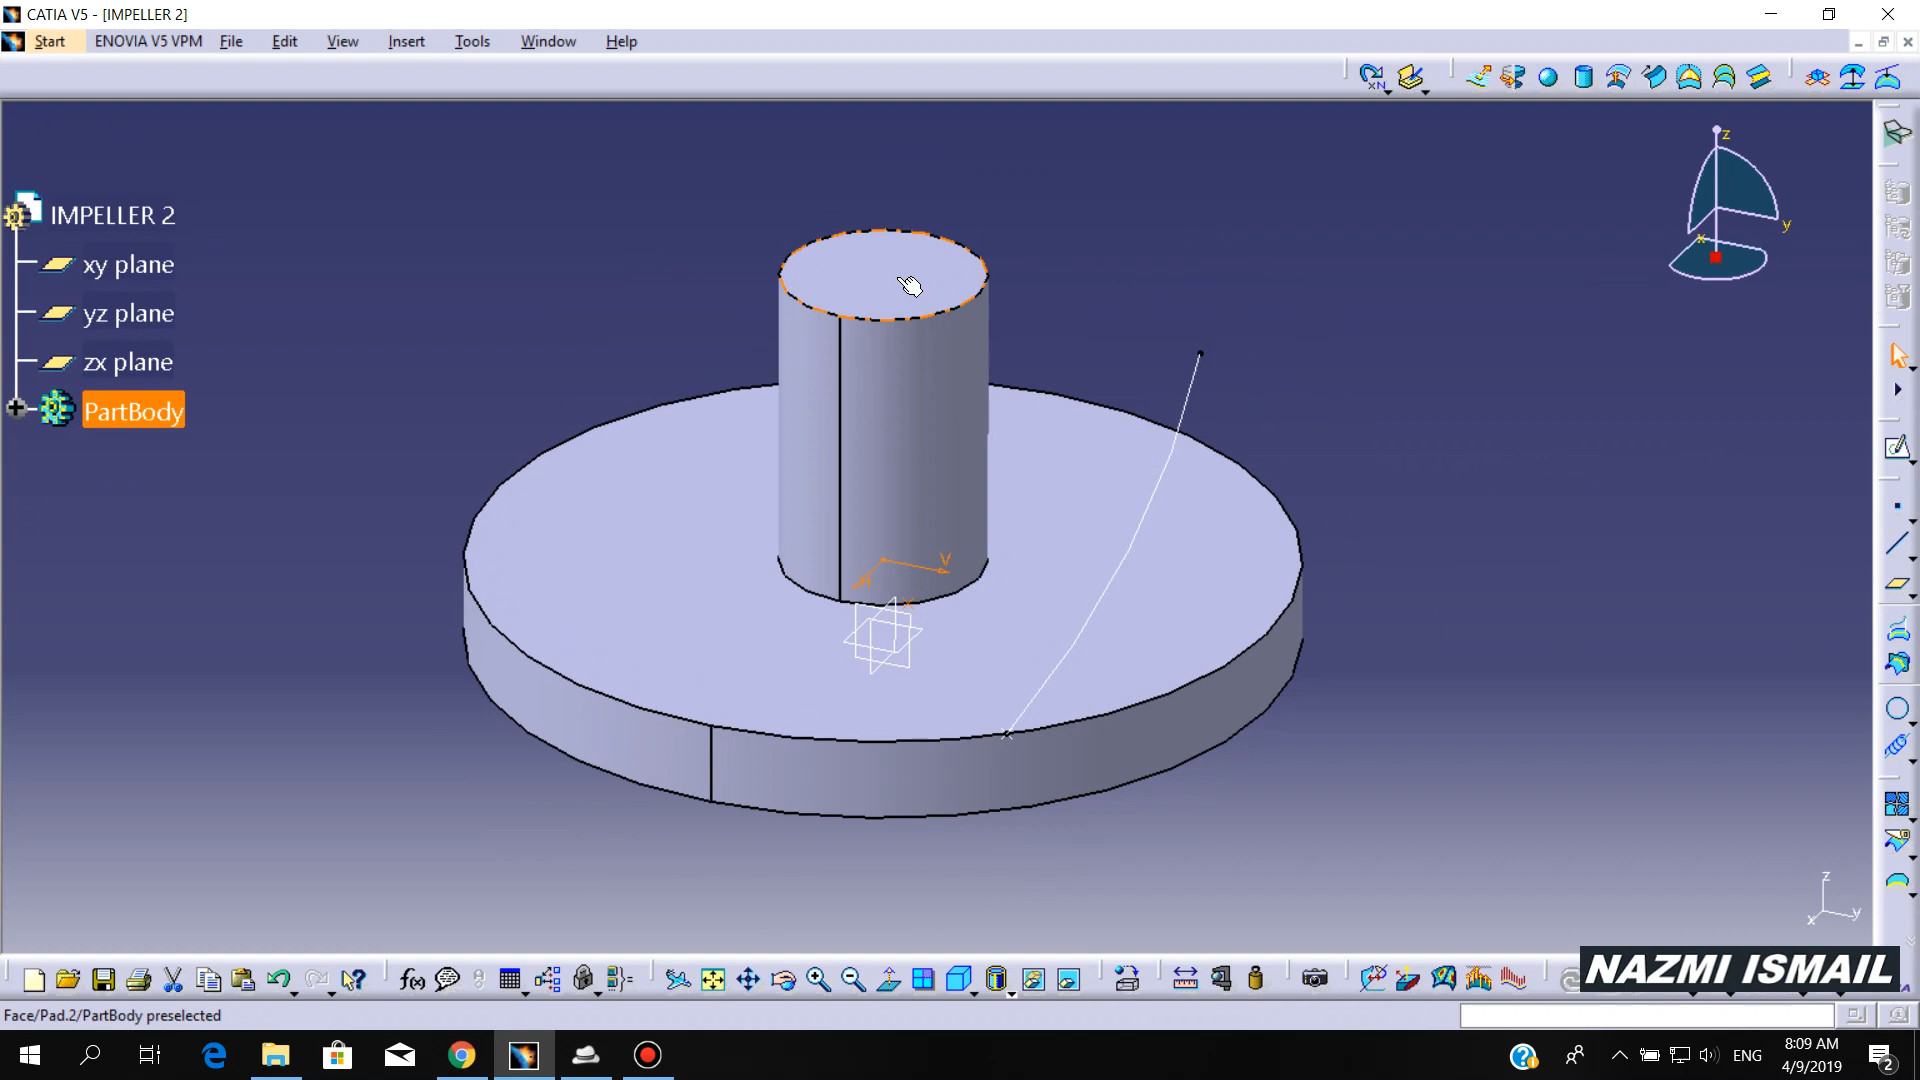 CATIA V5 - [IMPELLER 2]
Start ENOVIA V5 VPM File Edit View Insert Tools Window Help
IMPELLER 2
xy plane
yz plane
zx plane
PartBody
z
y
x
V
H
z
y
x
f(x)
NAZMI ISMAIL
Face/Pad.2/PartBody preselected
ENG
8:09 AM
4/9/2019
2